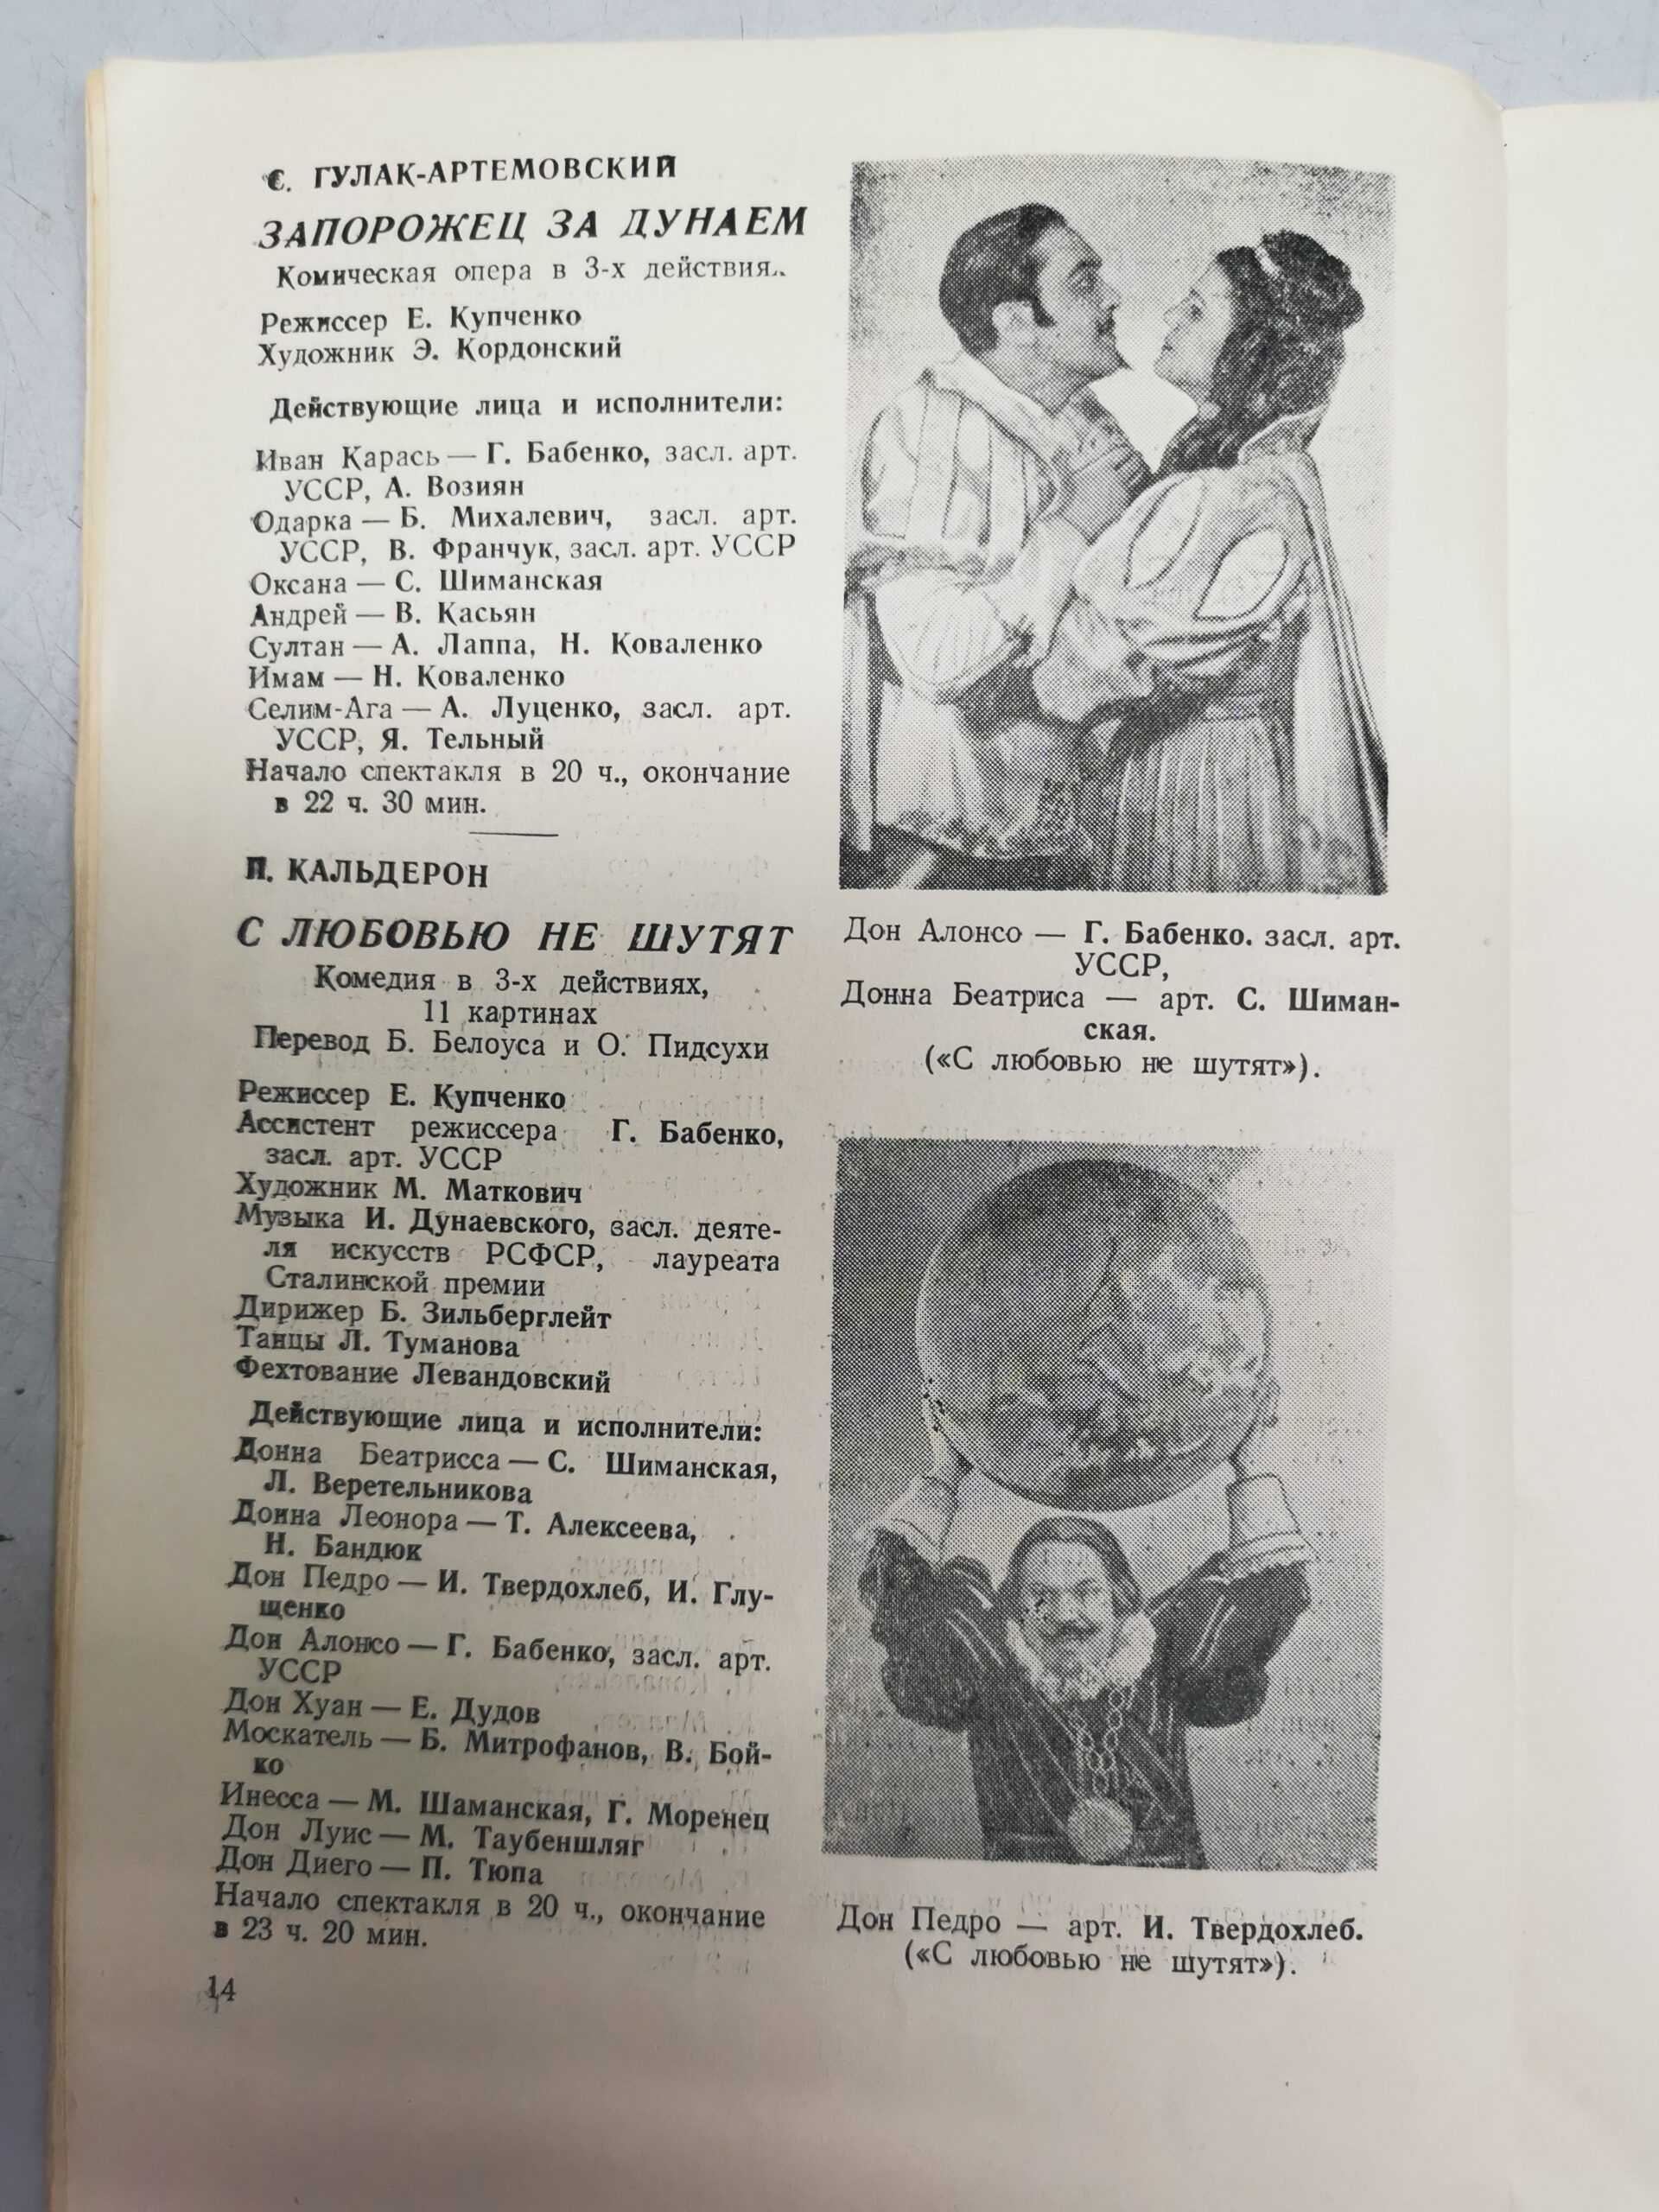 С. ГУЛАК-АРТЕМОВСКИЙ
ЗАПОРОЖЕЦ ЗА ДУНАЕМ
Комическая опера в 3-х действия..
Режиссер Е. Купченко
Художник Э. Кордонский
Действующие лица и исполнители:
Иван Карась — Г. Бабенко, засл. арт.
УССР, А. Возиян
Одарка — Б. Михалевич, засл. арт.
УССР, В. Франчук, засл. арт. УССР
Оксана — С. Шиманская
Андрей — В. Касьян
Султан — А. Лаппа, Н. Коваленко
Имам — Н. Коваленко
Селим-Ага — А. Луценко, засл. арт.
УССР, Я. Тельный
Начало спектакля в 20 ч., окончание
в 22 ч. 30 мин.
П. КАЛЬДЕРОН
С ЛЮБОВЬЮ НЕ ШУТЯТ
Комедия в 3-х действиях,
11 картинах
Перевод Б. Белоуса и О. Пидсухи
Режиссер Е. Купченко
Ассистент режиссера Г. Бабенко,
засл. арт. УССР
Художник М. Маткович
Музыка И. Дунаевского, засл. деяте-
ля искусств РСФСР, лауреата
Сталинской премии
Дирижер Б. Зильберглейт
Танцы Л. Туманова
Фехтование Левандовский
Действующие лица и исполнители:
Донна Беатрисса — С. Шиманская,
Л. Веретельникова
Донна Леонора — Т. Алексеева,
Н. Бандюк
Дон Педро — И. Твердохлеб, И. Глу-
щенко
Дон Алонсо — Г. Бабенко, засл. арт.
УССР
Дон Хуан — Е. Дудов
Москатель — Б. Митрофанов, В. Бой-
ко
Инесса — М. Шаманская, Г. Моренец
Дон Луис — М. Таубеншляг
Дон Диего — П. Тюпа
Начало спектакля в 20 ч., окончание
в 23 ч. 20 мин.
14
Дон Алонсо — Г. Бабенко. засл. арт.
УССР,
Донна Беатриса — арт. С. Шиман-
ская.
(«С любовью не шутят»).
Дон Педро — арт. И. Твердохлеб.
(«С любовью не шутят»).